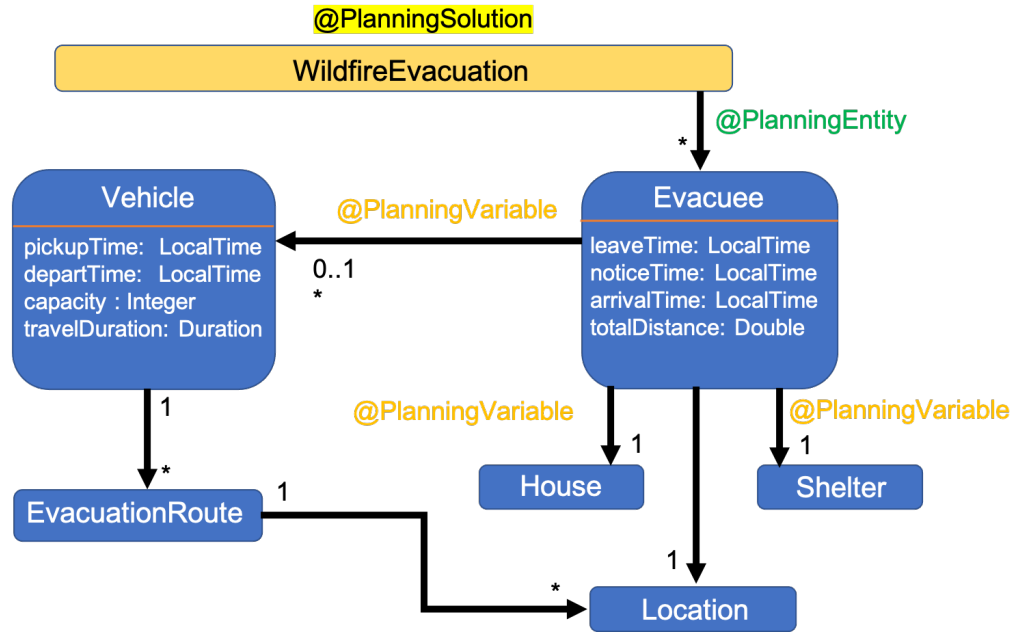 @PlanningSolution
WildfireEvacuation
@PlanningEntity
*
Vehicle
pickupTime: LocalTime
departTime: LocalTime
capacity : Integer
travelDuration: Duration
@PlanningVariable
0..1
*
Evacuee
leaveTime: LocalTime
noticeTime: LocalTime
arrivalTime: LocalTime
totalDistance: Double
1
*
@PlanningVariable
1
@PlanningVariable
1
EvacuationRoute
1
House
Shelter
1
*
Location